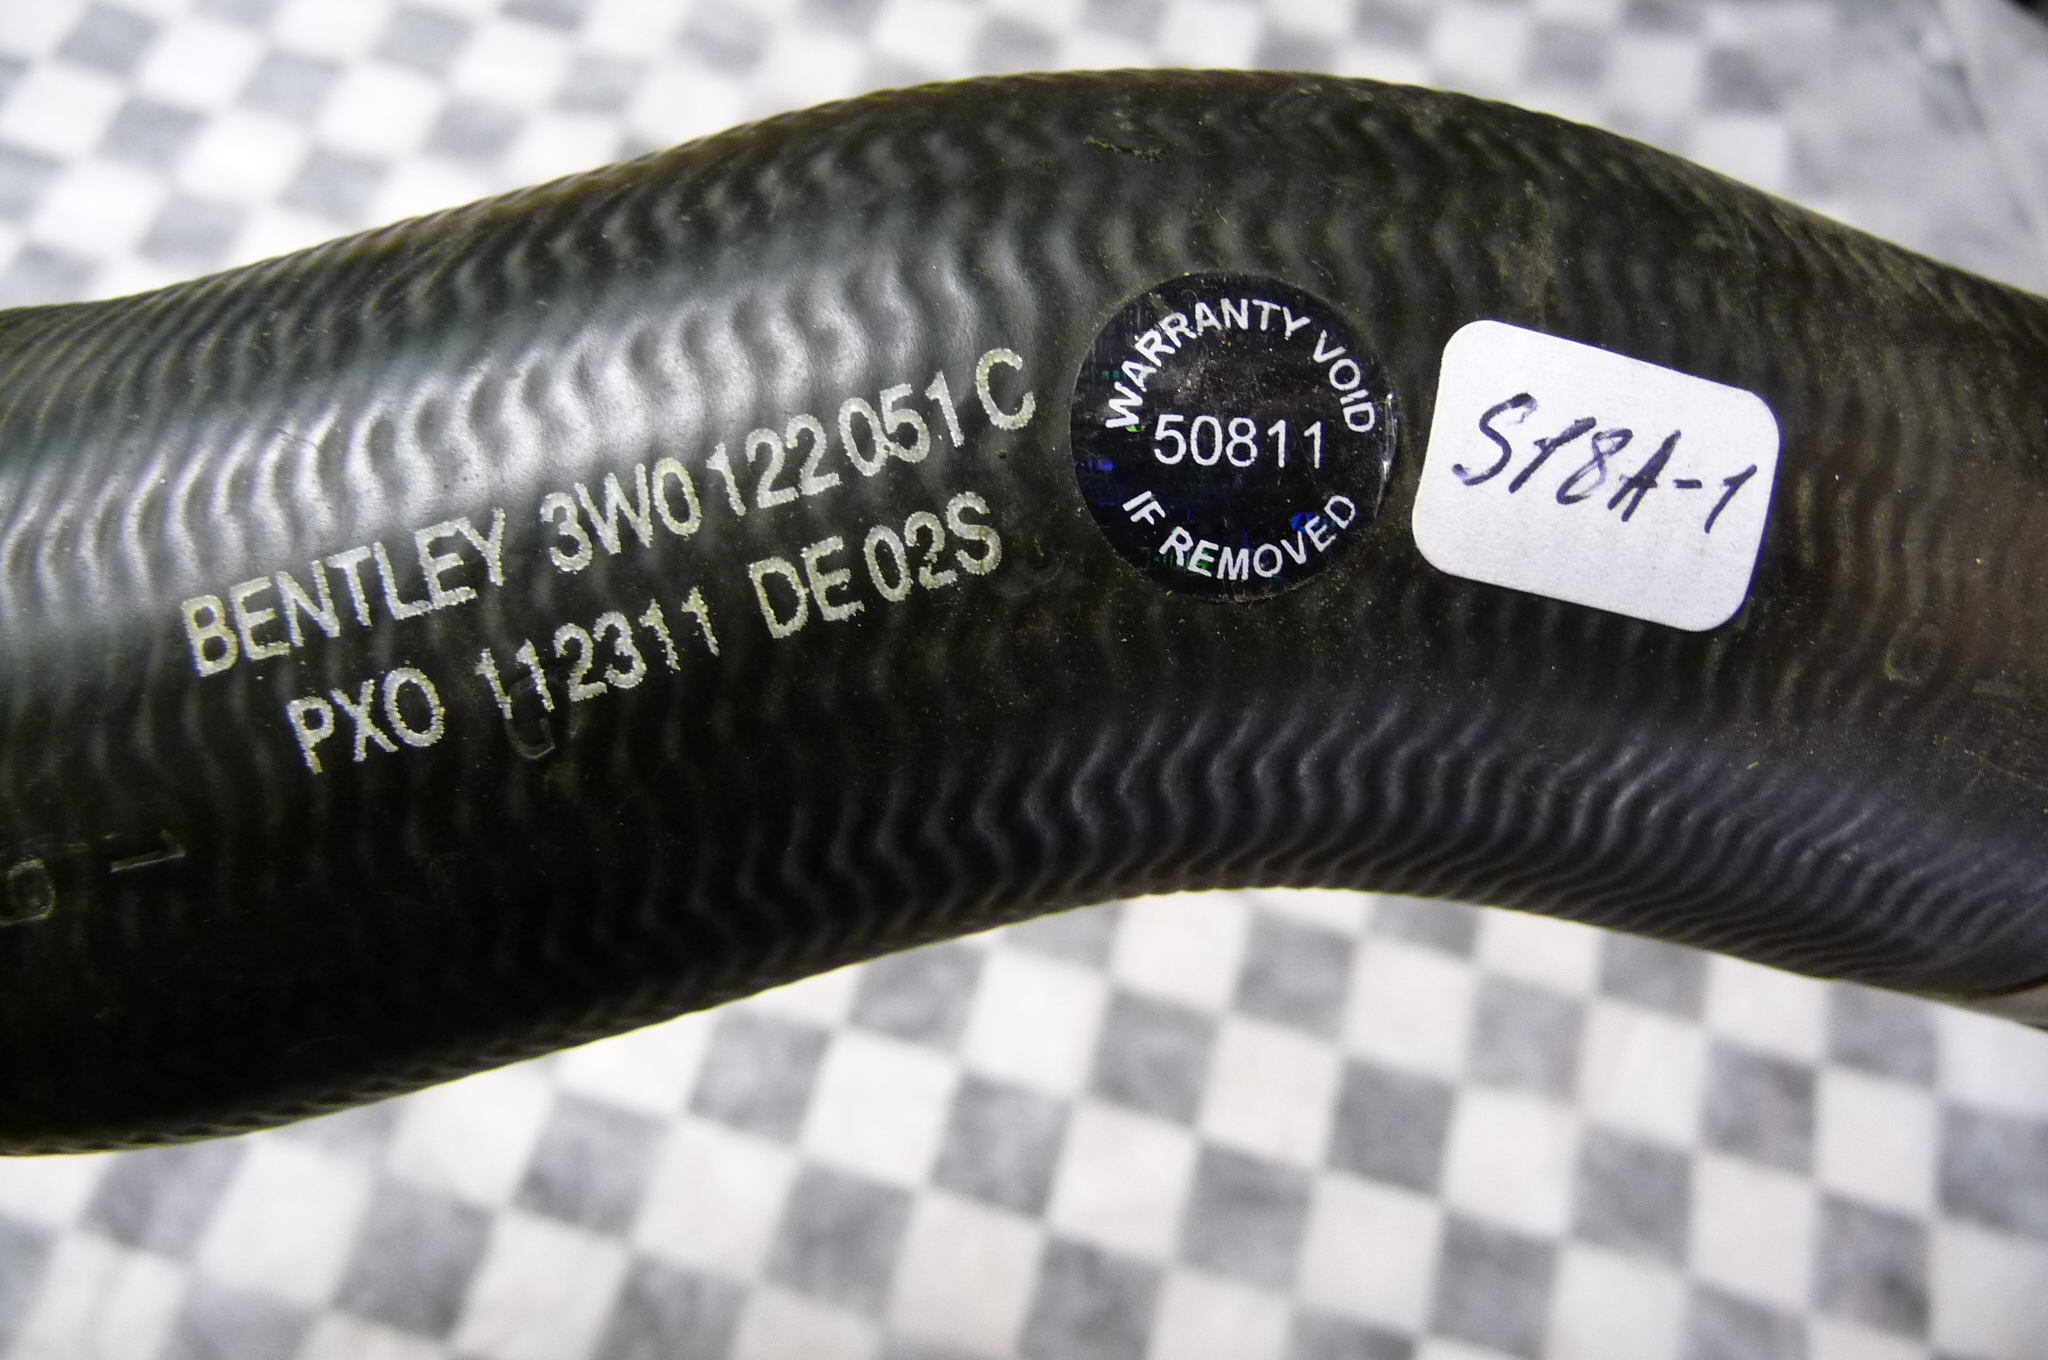 BENTLEY 3W0 122 051 C
PXO 112311 DE 02S
WARRANTY VOID
50811
IF REMOVED
S18A-1